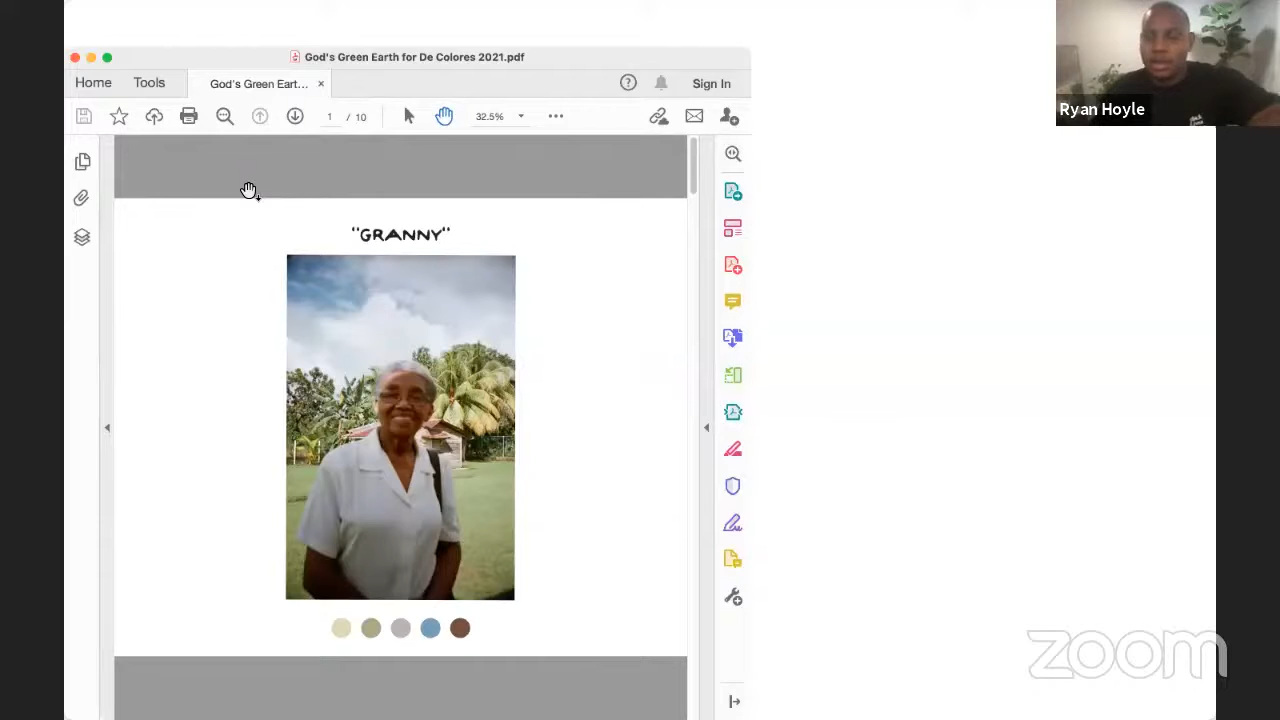 God's Green Earth for De Colores 2021.pdf
Home
Tools
God's Green Eart...
Sign In
1 / 10
32.5%
Ryan Hoyle
"GRANNY"
zoom